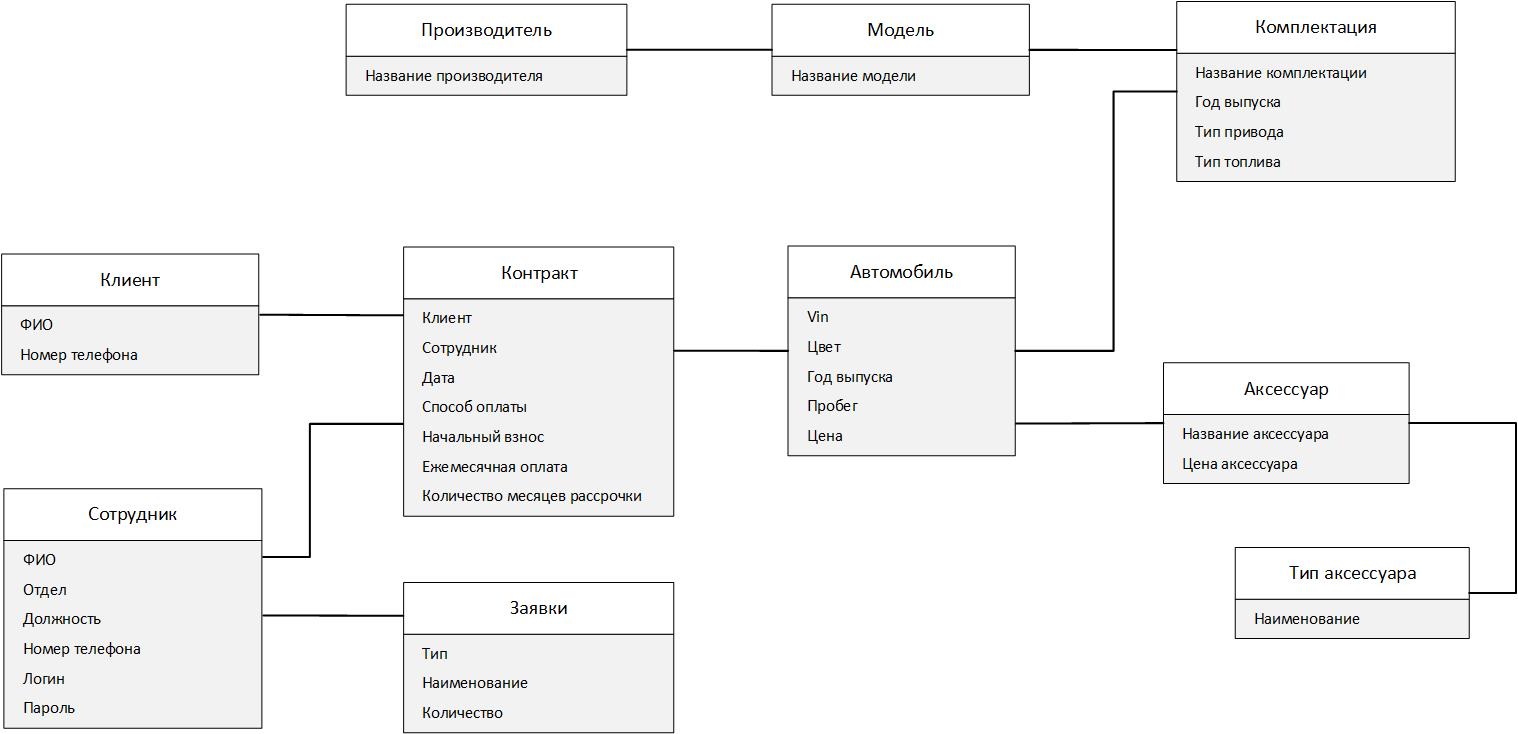 Производитель
Название производителя
Модель
Название модели
Комплектация
Название комплектации
Год выпуска
Тип привода
Тип топлива
Клиент
ФИО
Номер телефона
Контракт
Клиент
Сотрудник
Дата
Способ оплаты
Начальный взнос
Ежемесячная оплата
Количество месяцев рассрочки
Автомобиль
Vin
Цвет
Год выпуска
Пробег
Цена
Аксессуар
Название аксессуара
Цена аксессуара
Сотрудник
ФИО
Отдел
Должность
Номер телефона
Логин
Пароль
Заявки
Тип
Наименование
Количество
Тип аксессуара
Наименование